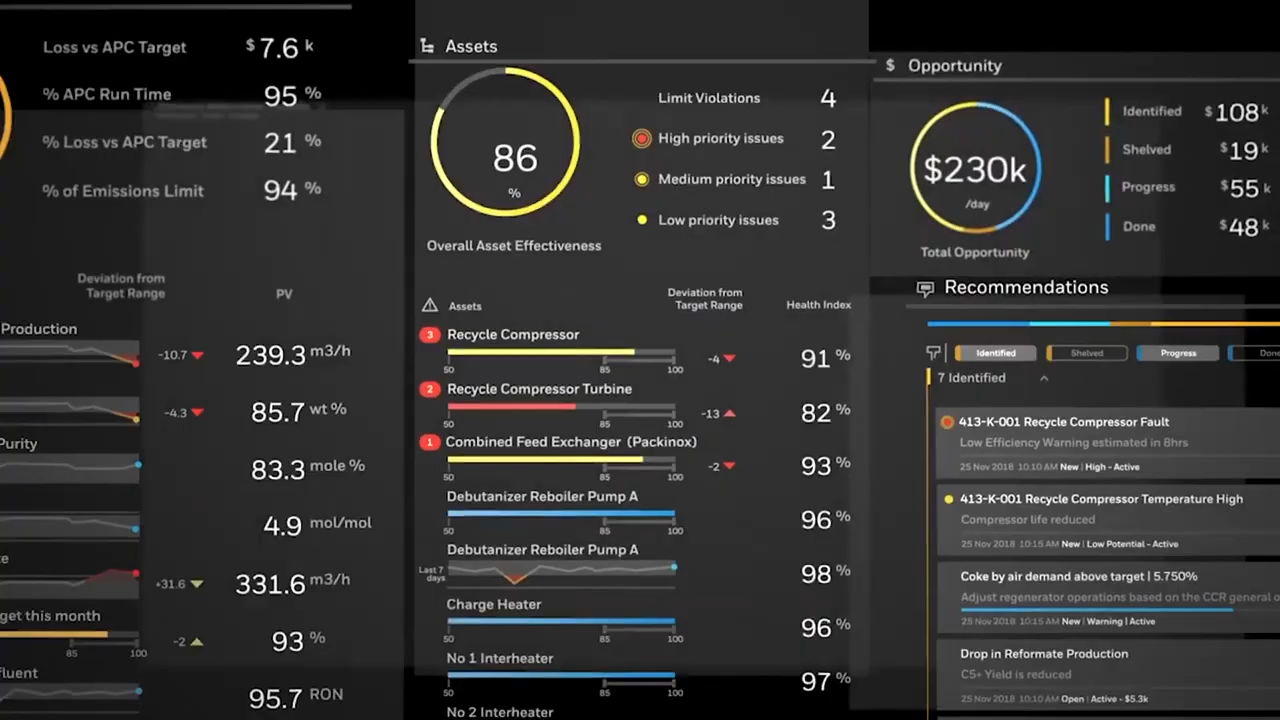 Loss vs APC Target $ 7.6 k
% APC Run Time 95 %
% Loss vs APC Target 21 %
% of Emissions Limit 94 %
Deviation from
Target Range
PV
Production
-10.7 239.3 m3/h
-4.3 85.7 wt %
Purity
83.3 mole %
4.9 mol/mol
te
+31.6 331.6 m3/h
get this month
-2 93 %
85 100
fluent
95.7 RON
Assets
86
%
Overall Asset Effectiveness
Limit Violations 4
High priority issues 2
Medium priority issues 1
Low priority issues 3
Assets
Deviation from
Target Range
Health Index
3 Recycle Compressor
-4 91 %
50 85 100
2 Recycle Compressor Turbine
-13 82 %
50 85 100
1 Combined Feed Exchanger (Packinox)
-2 93 %
50 85 100
Debutanizer Reboiler Pump A
96 %
50 85 100
Debutanizer Reboiler Pump A
Last 7
days
98 %
Charge Heater
96 %
50 85 100
No 1 Interheater
97 %
50 85 100
No 2 Interheater
$ Opportunity
$230k
/day
Total Opportunity
Identified $ 108 k
Shelved $ 19 k
Progress $ 55 k
Done $ 48 k
Recommendations
Identified Shelved Progress Done
7 Identified
413-K-001 Recycle Compressor Fault
Low Efficiency Warning estimated in 8hrs
25 Nov 2018 10:10 AM New | High - Active
413-K-001 Recycle Compressor Temperature High
Compressor life reduced
25 Nov 2018 10:15 AM New | Low Potential - Active
Coke by air demand above target | 5.750%
Adjust regenerator operations based on the CCR general o
25 Nov 2018 10:15 AM New | Warning | Active
Drop in Reformate Production
C5+ Yield is reduced
25 Nov 2018 10:10 AM Open | Active - $5.3k